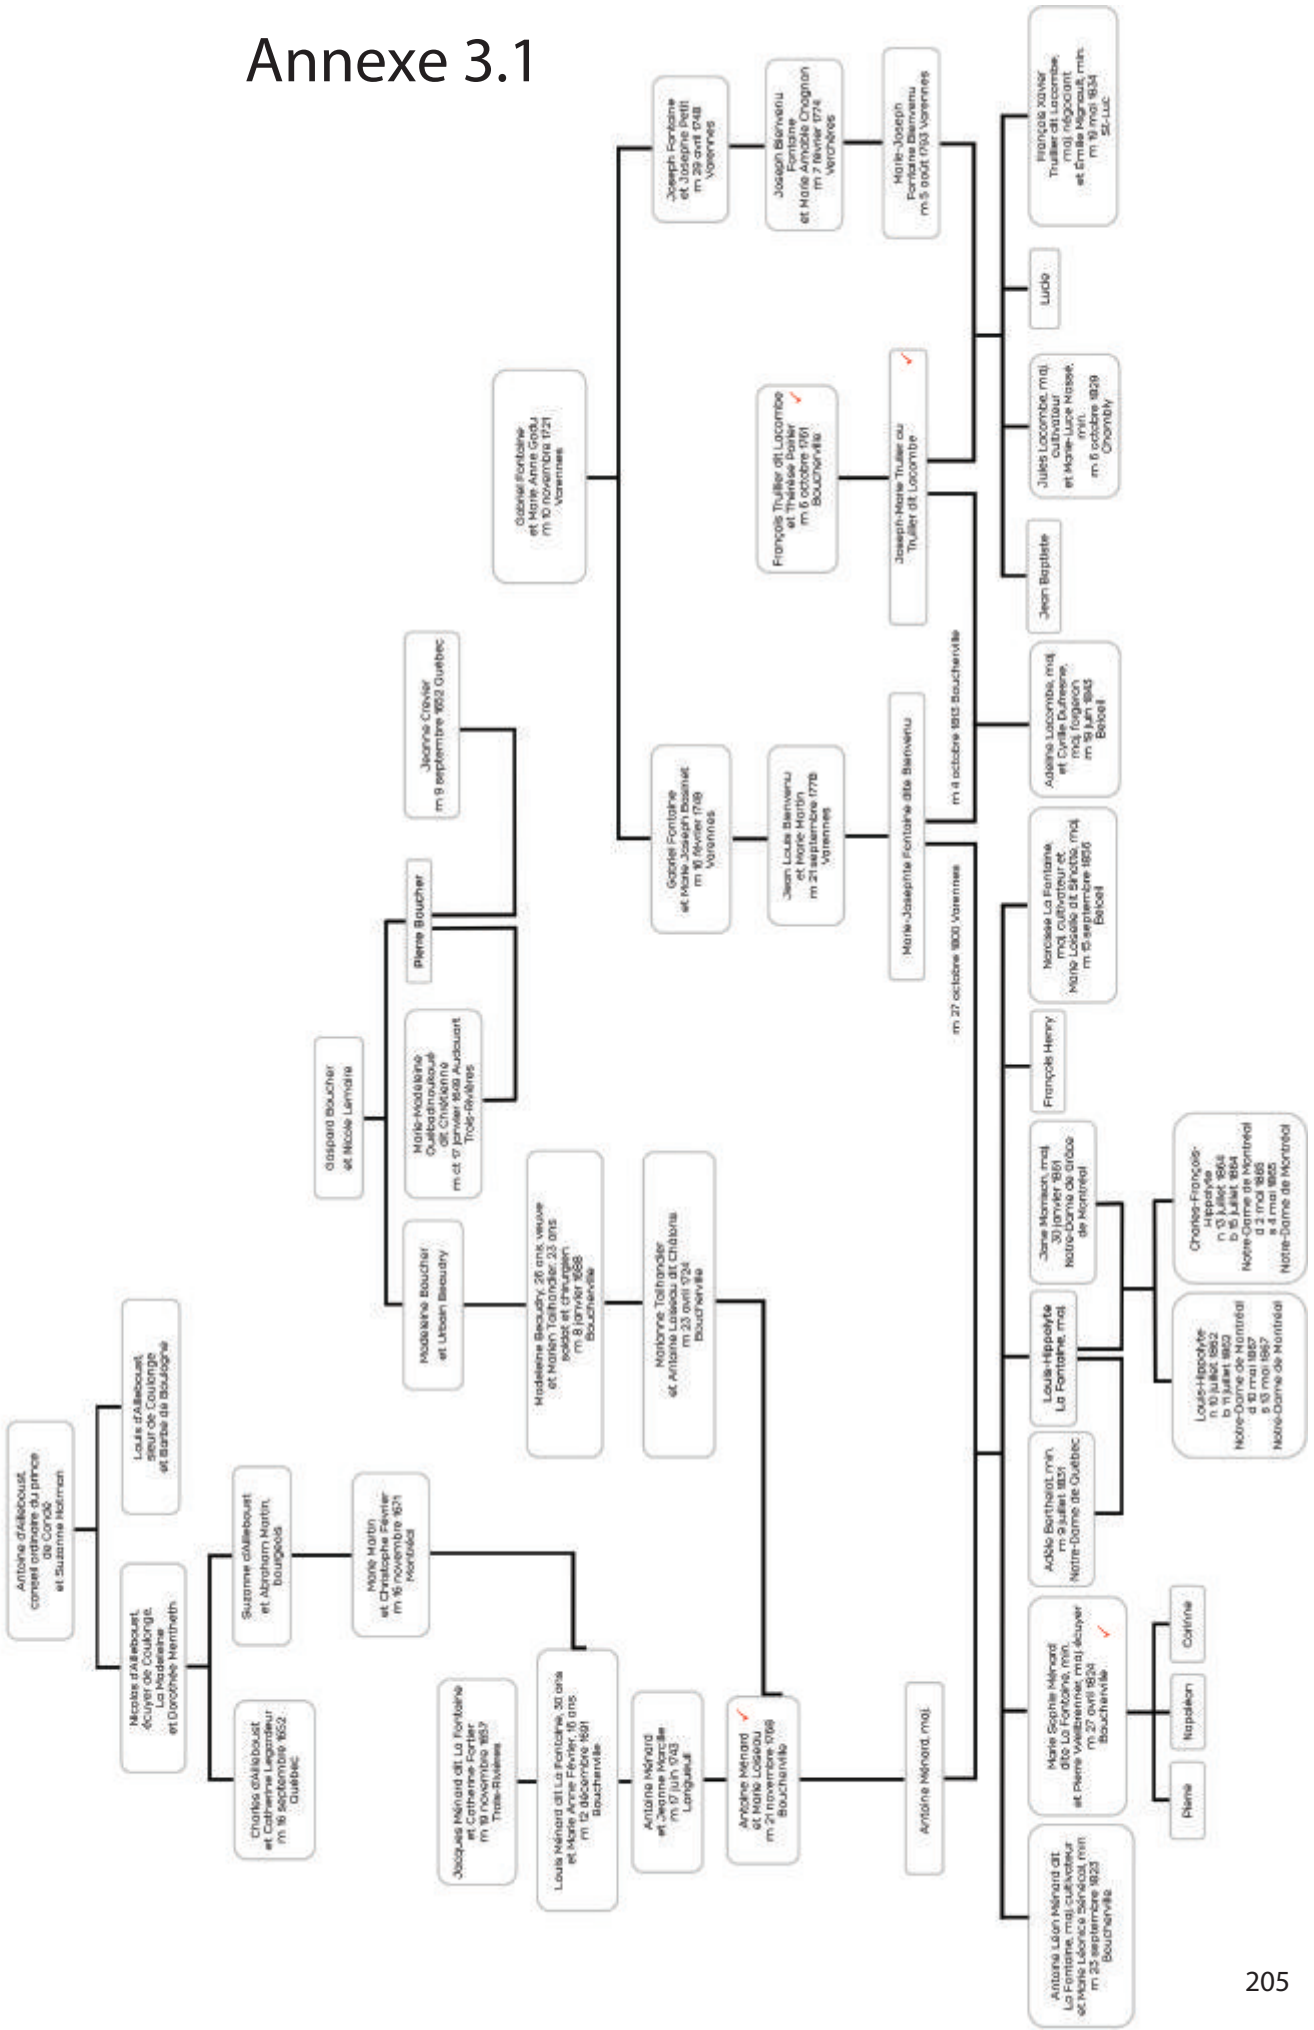 Annexe 3.1
Antoine d'Ailleboust,
conseil ordinaire du prince
de Condé
et Suzanne Hotman
Nicolas d'Ailleboust,
écuyer de Coulonge,
La Madeleine
et Dorothée Mentheth
Louis d'Ailleboust,
sieur de Coulonge
et Barbé de Boulogne
Charles d'Ailleboust
et Catherine Legardeur
m 16 septembre 1652
Québec
Suzanne d'Ailleboust
et Abraham Martin,
bourgeois
Marie Martin
et Christophe Février
m 16 novembre 1671
Montréal
Gaspard Boucher
et Nicole Lemaire
Madeleine Boucher
et Urbain Beaudry
Marie-Madeleine
Ouébadinoukoué
dit Chrétienne
m ct 17 janvier 1649 Audouart
Trois-Rivières
Pierre Boucher
Jeanne Crevier
m 9 septembre 1652 Québec
Jacques Ménard dit La Fontaine
et Catherine Fortier
m 19 novembre 1657
Trois-Rivières
Louis Ménard dit La Fontaine, 30 ans
et Marie Anne Février, 16 ans
m 12 décembre 1691
Boucherville
Madeleine Beaudry, 26 ans, veuve
et Marien Tailhandier, 23 ans
soldat et chirurgien
m 8 janvier 1688
Boucherville
Gabriel Fontaine
et Marie Anne Gadu
m 10 novembre 1721
Varennes
Antoine Ménard
et Jeanne Marcille
m 17 juin 1743
Longueuil
Marianne Tailhandier
et Antoine Loiseau dit Châlons
m 23 avril 1724
Boucherville
Gabriel Fontaine
et Marie Joseph Basinet
m 16 février 1749
Varennes
Joseph Fontaine
et Josephe Petit
m 29 avril 1748
Varennes
Antoine Ménard
et Marie Loiseau
m 21 novembre 1768
Boucherville
Jean Louis Bienvenu
et Marie Martin
m 21 septembre 1778
Varennes
François Truillier dit Lacombe
et Thérèse Poirier
m 6 octobre 1761
Boucherville
Joseph Bienvenu
Fontaine
et Marie Amable Chagnon
m 7 février 1774
Verchères
Antoine Ménard, maj.
Marie-Josephte Fontaine dite Bienvenu
Joseph-Marie Trullier ou
Truillier dit Lacombe
Marie-Joseph
Fontaine Bienvenu
m 5 août 1793 Varennes
m 27 octobre 1800 Varennes
m 4 octobre 1813 Boucherville
Antoine Léon Ménard dit
La Fontaine, maj. cultivateur
et Marie Léonice Sénécal, min
m 23 septembre 1823
Boucherville
Marie Sophie Ménard
dite La Fontaine, min.
et Pierre Weilbrenner, maj. écuyer
m 27 avril 1824
Boucherville
Adèle Berthelot, min.
m 9 juillet 1831
Notre-Dame de Québec
Louis-Hippolyte
La Fontaine, maj.
Jane Morrison, maj.
30 janvier 1861
Notre-Dame de Grâce
de Montréal
François Henry
Narcisse La Fontaine,
maj. cultivateur et
Marie Loiselle dit Sinotte, maj.
m 15 septembre 1856
Beloeil
Adeline Lacombe, maj.
et Cyrille Dufresne,
maj. forgeron
m 19 juin 1843
Beloeil
Jean Baptiste
Jules Lacombe, maj.
cultivateur
et Marie-Luce Massé,
min.
m 6 octobre 1829
Chambly
Lucie
François Xavier
Truillier dit Lacombe,
maj. négociant
et Émilie Mignault, min.
m 19 mai 1834
St-Luc
Pierre
Napoléon
Corinne
Louis-Hippolyte
n 10 juillet 1862
b 11 juillet 1862
Notre-Dame de Montréal
d 10 mai 1867
s 13 mai 1867
Notre-Dame de Montréal
Charles-François-
Hippolyte
n 13 juillet 1864
b 15 juillet 1864
Notre-Dame de Montréal
d 2 mai 1865
s 4 mai 1865
Notre-Dame de Montréal
205